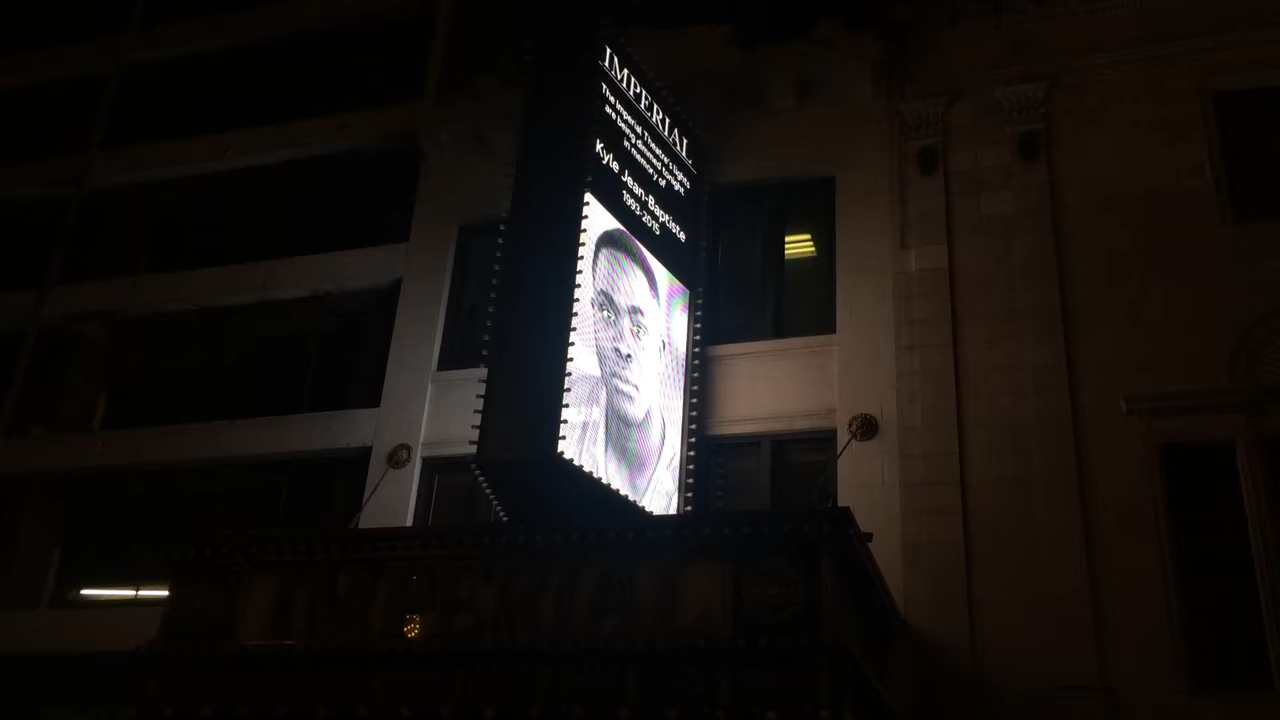 IMPERIAL
The Imperial Theatre's lights
are being dimmed tonight
in memory of
Kyle Jean-Baptiste
1993-2015